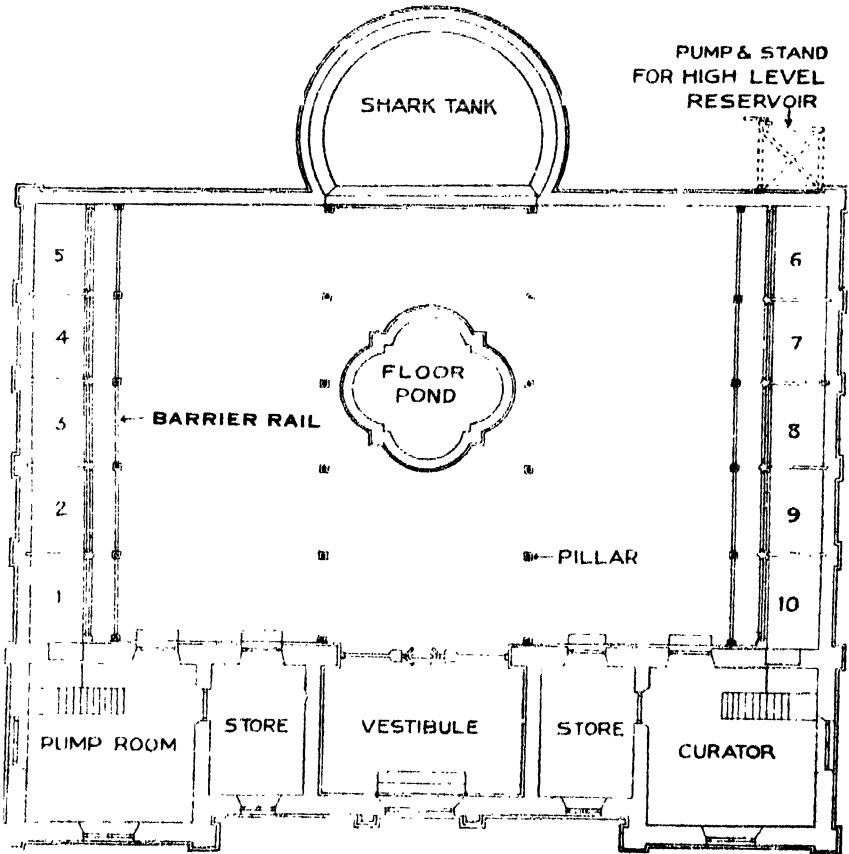 PUMP & STAND
FOR HIGH LEVEL
RESERVOIR
SHARK TANK
5
6
4
7
FLOOR
POND
3
BARRIER RAIL
8
2
9
PILLAR
1
10
PUMP ROOM
STORE
VESTIBULE
STORE
CURATOR